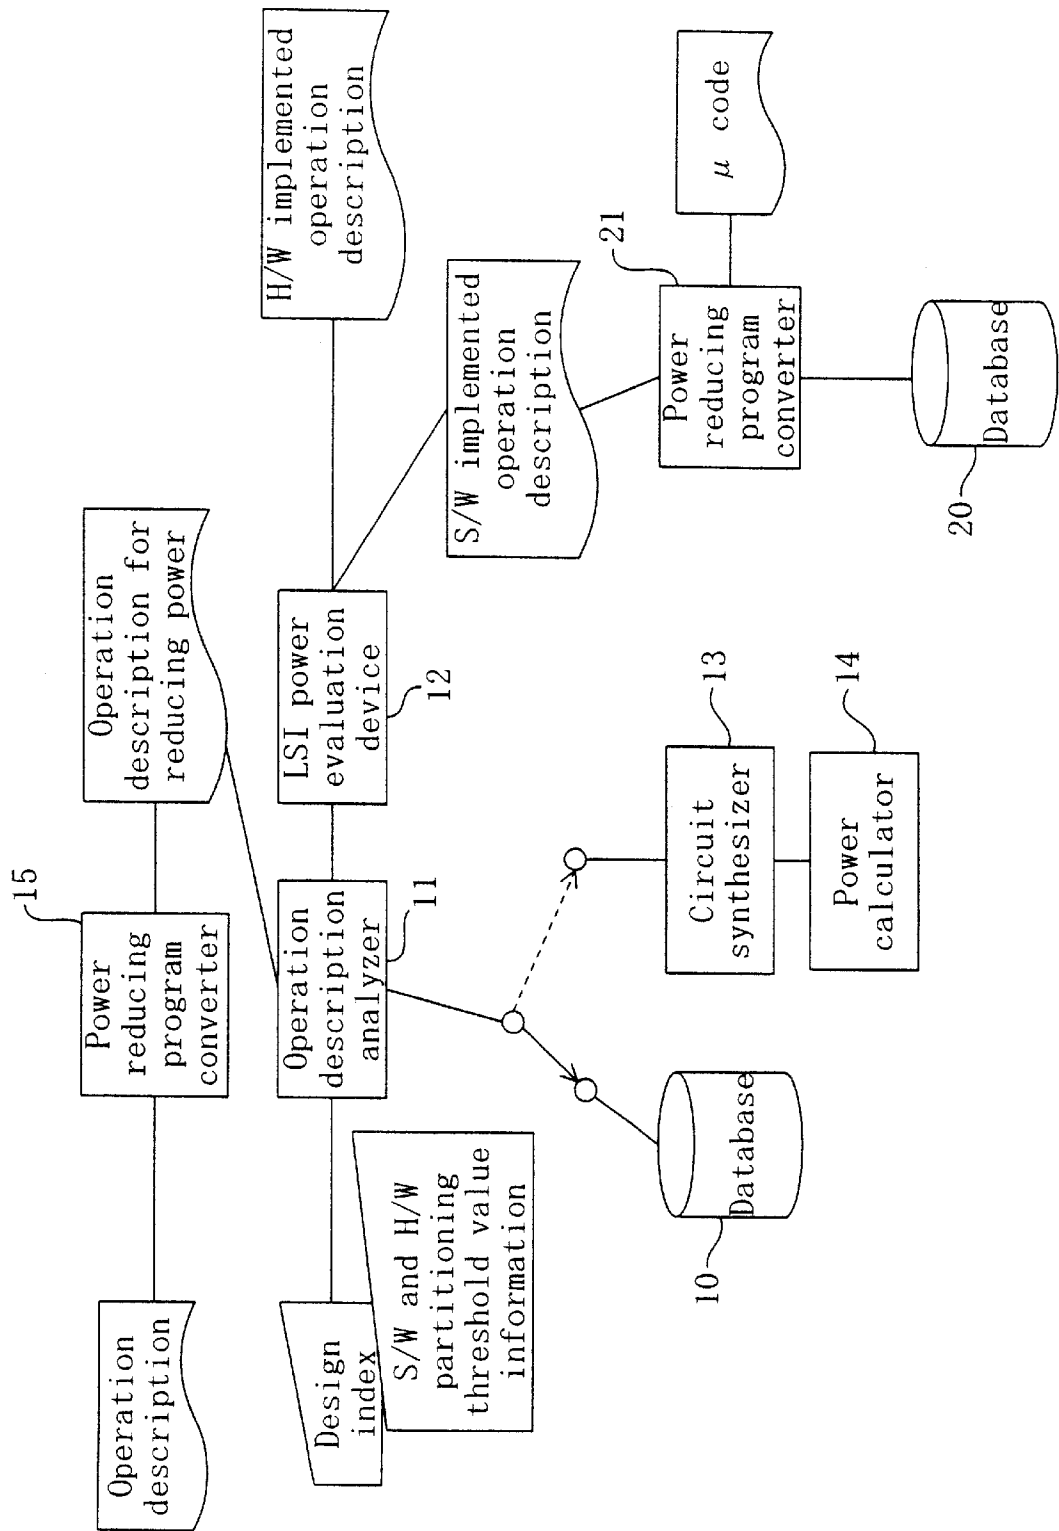 Operation
description
15
Power
reducing
program
converter
Operation
description for
reducing power
Design
index
S/W and H/W
partitioning
threshold value
information
Operation
description
analyzer
11
LSI power
evaluation
device
12
H/W implemented
operation
description
S/W implemented
operation
description
10
Database
Circuit
synthesizer
13
Power
calculator
14
21
Power
reducing
program
converter
μ code
20
Database